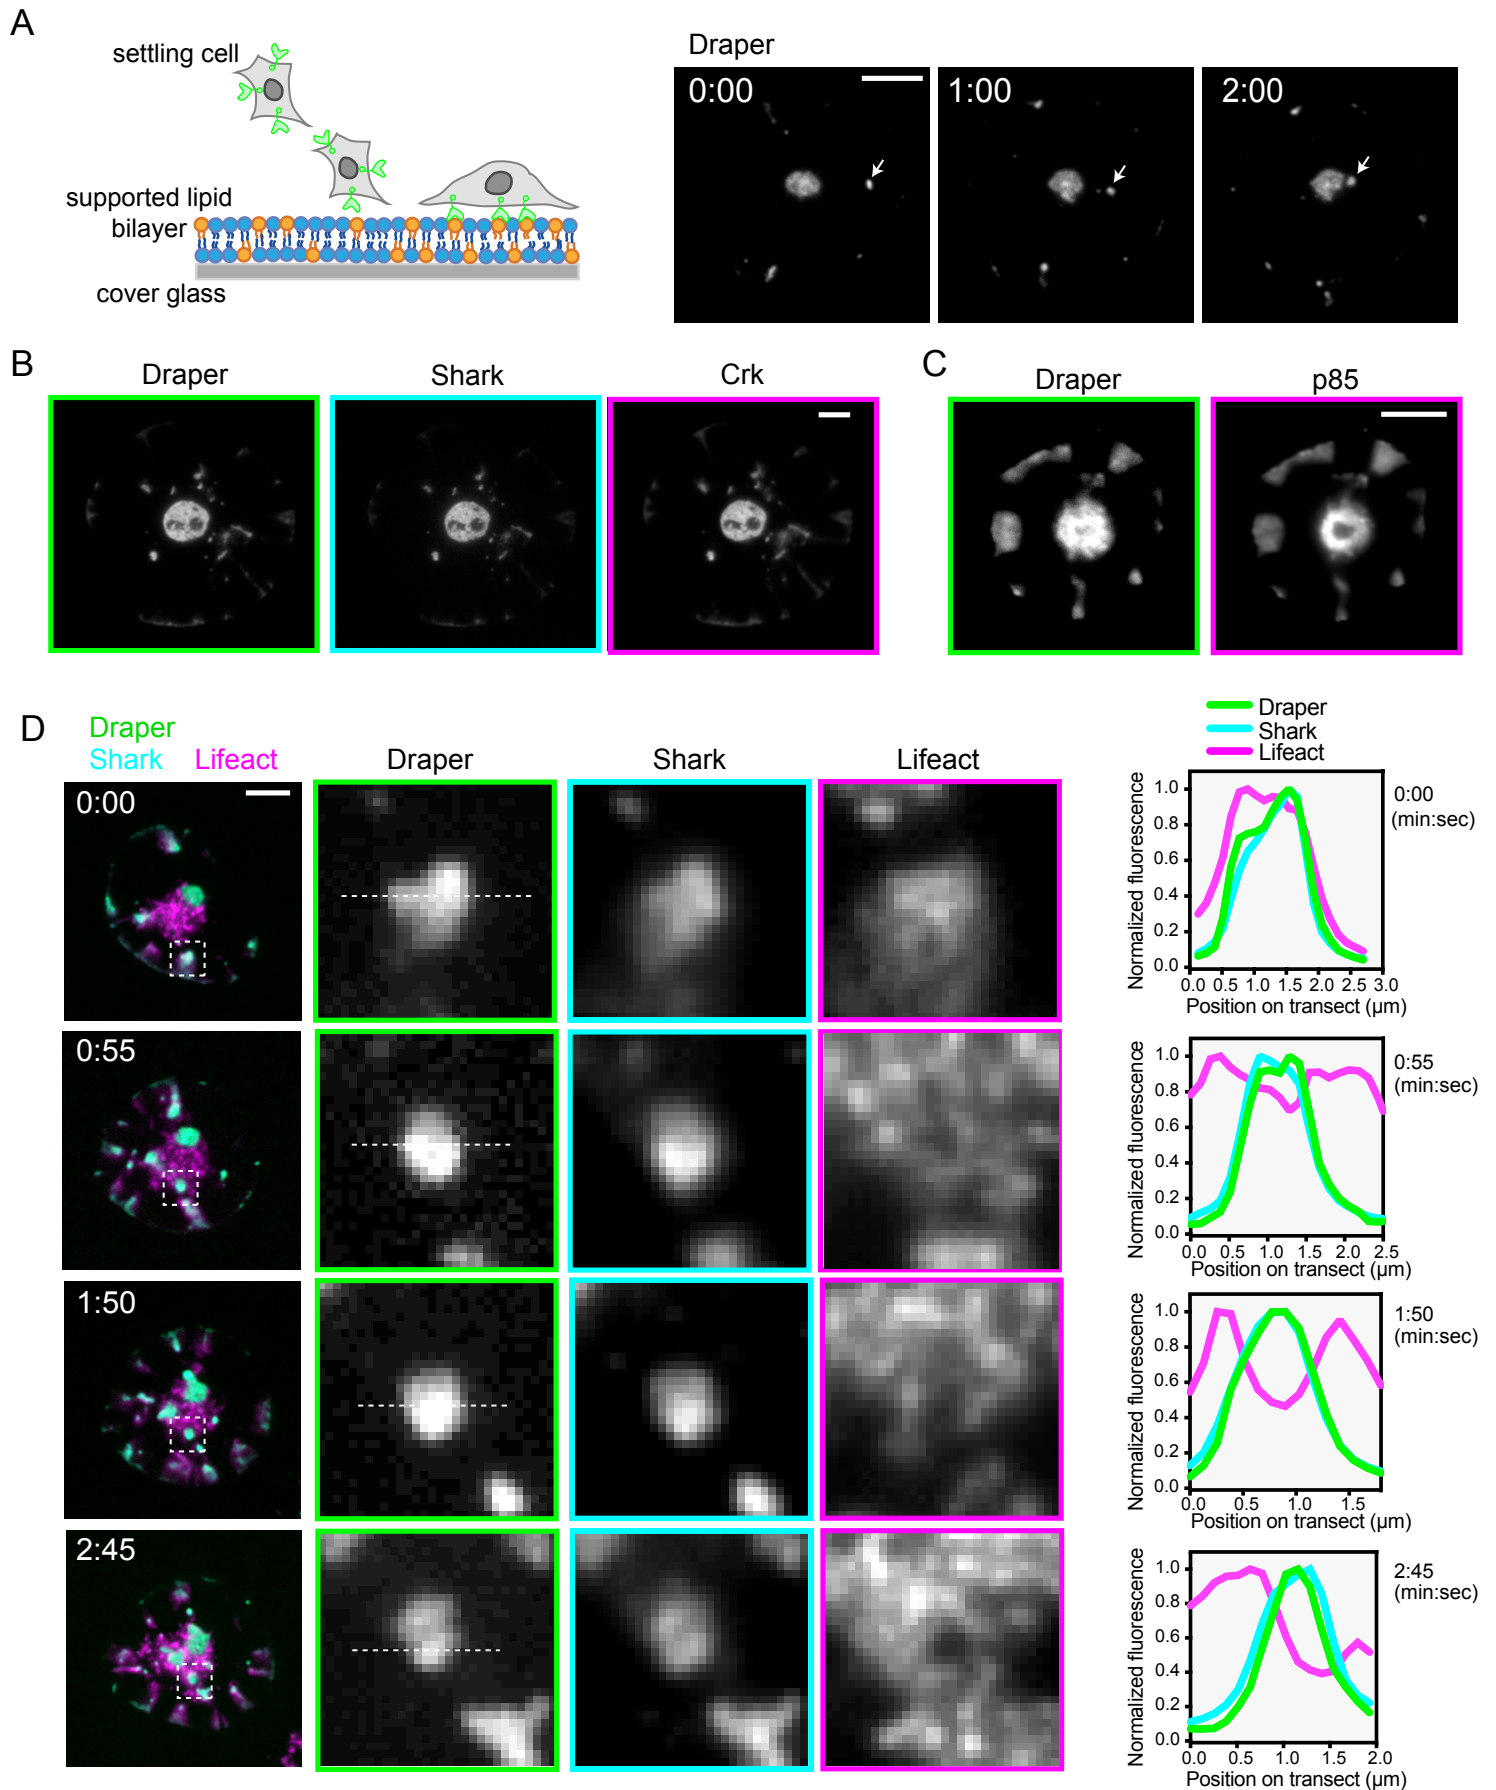 A
settling cell
supported lipid
bilayer
cover glass
Draper
0:00
1:00
2:00
B
Draper
Shark
Crk
C
Draper
p85
D
Draper
Shark
Lifeact
Draper
Shark
Lifeact
Draper
Shark
Lifeact
0:00
0:55
1:50
2:45
Normalized fluorescence
1.0
0.8
0.6
0.4
0.2
0.0
0.0 0.5 1.0 1.5 2.0 2.5 3.0
Position on transect (µm)
0:00
(min:sec)
Normalized fluorescence
1.0
0.8
0.6
0.4
0.2
0.0
0.0 0.5 1.0 1.5 2.0 2.5
Position on transect (µm)
0:55
(min:sec)
Normalized fluorescence
1.0
0.8
0.6
0.4
0.2
0.0
0.0 0.5 1.0 1.5
Position on transect (µm)
1:50
(min:sec)
Normalized fluorescence
1.0
0.8
0.6
0.4
0.2
0.0
0.0 0.5 1.0 1.5 2.0
Position on transect (µm)
2:45
(min:sec)